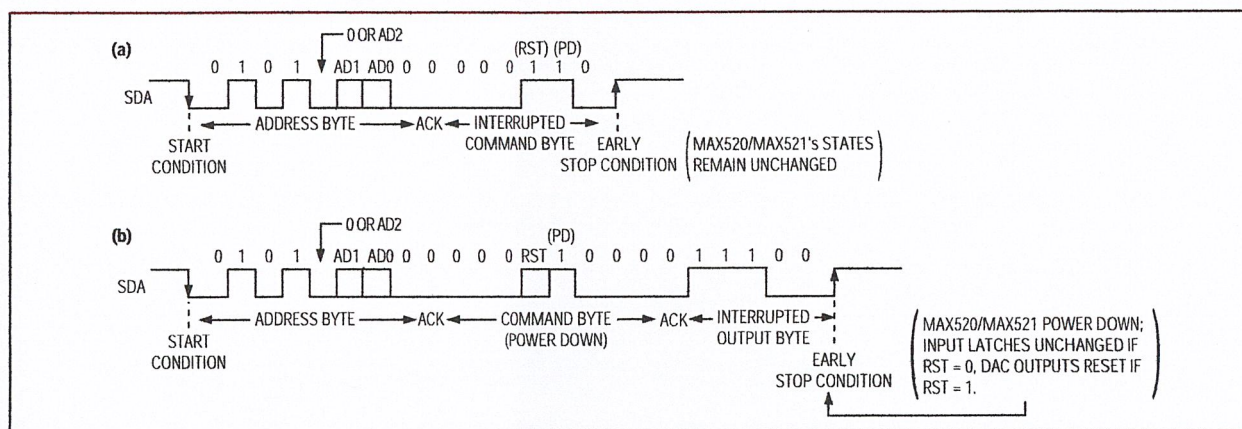 (a)
0 OR AD2
(RST) (PD)
0 1 0 1 AD1 AD0 0 0 0 0 0 1 1 0
SDA
ADDRESS BYTE ACK INTERRUPTED COMMAND BYTE
START CONDITION
EARLY STOP CONDITION
(MAX520/MAX521's STATES
REMAIN UNCHANGED)
(b)
0 OR AD2
(PD)
0 1 0 1 AD1 AD0 0 0 0 0 0 RST 1 0 0 0 0 1 1 1 0 0
SDA
ADDRESS BYTE ACK COMMAND BYTE (POWER DOWN) ACK INTERRUPTED OUTPUT BYTE
START CONDITION
EARLY STOP CONDITION
(MAX520/MAX521 POWER DOWN;
INPUT LATCHES UNCHANGED IF
RST = 0, DAC OUTPUTS RESET IF
RST = 1.)